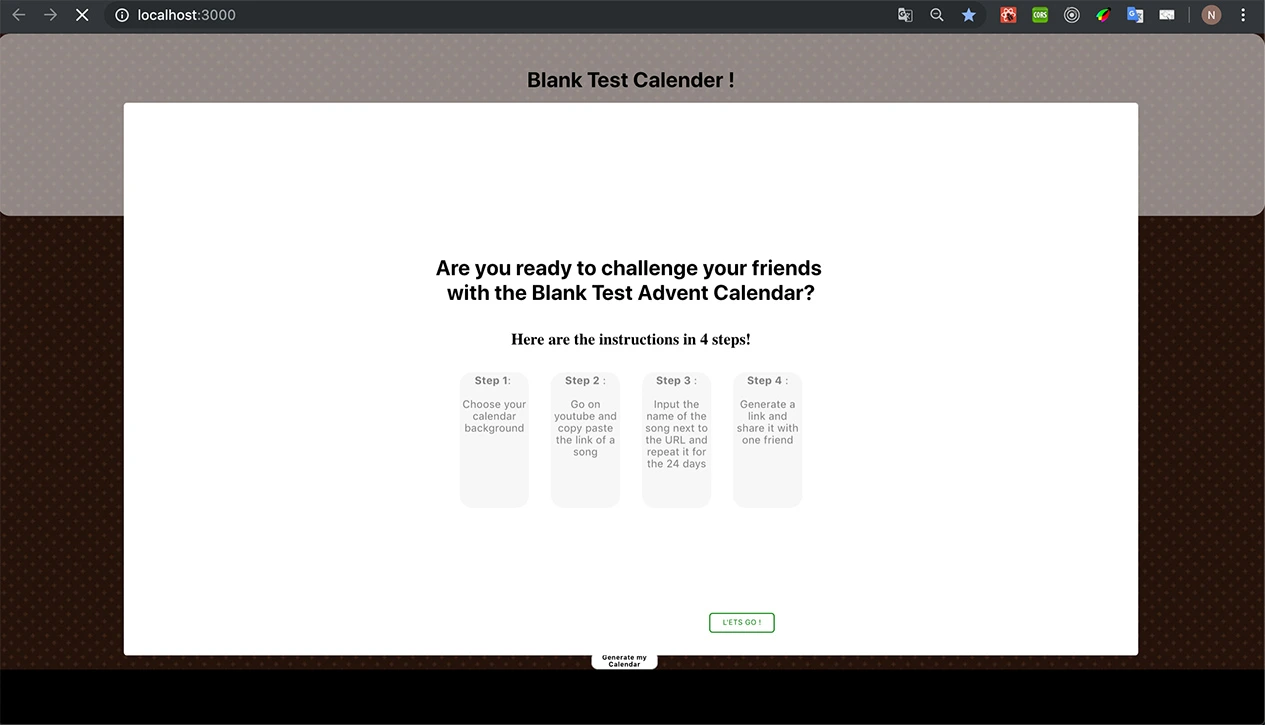 localhost:3000
CORS
N
Blank Test Calender !
Are you ready to challenge your friends
with the Blank Test Advent Calendar?
Here are the instructions in 4 steps!
Step 1:
Choose your
calendar
background
Step 2 :
Go on
youtube and
copy paste
the link of a
song
Step 3 :
Input the
name of the
song next to
the URL and
repeat it for
the 24 days
Step 4 :
Generate a
link and
share it with
one friend
L'ETS GO !
Generate my
Calendar